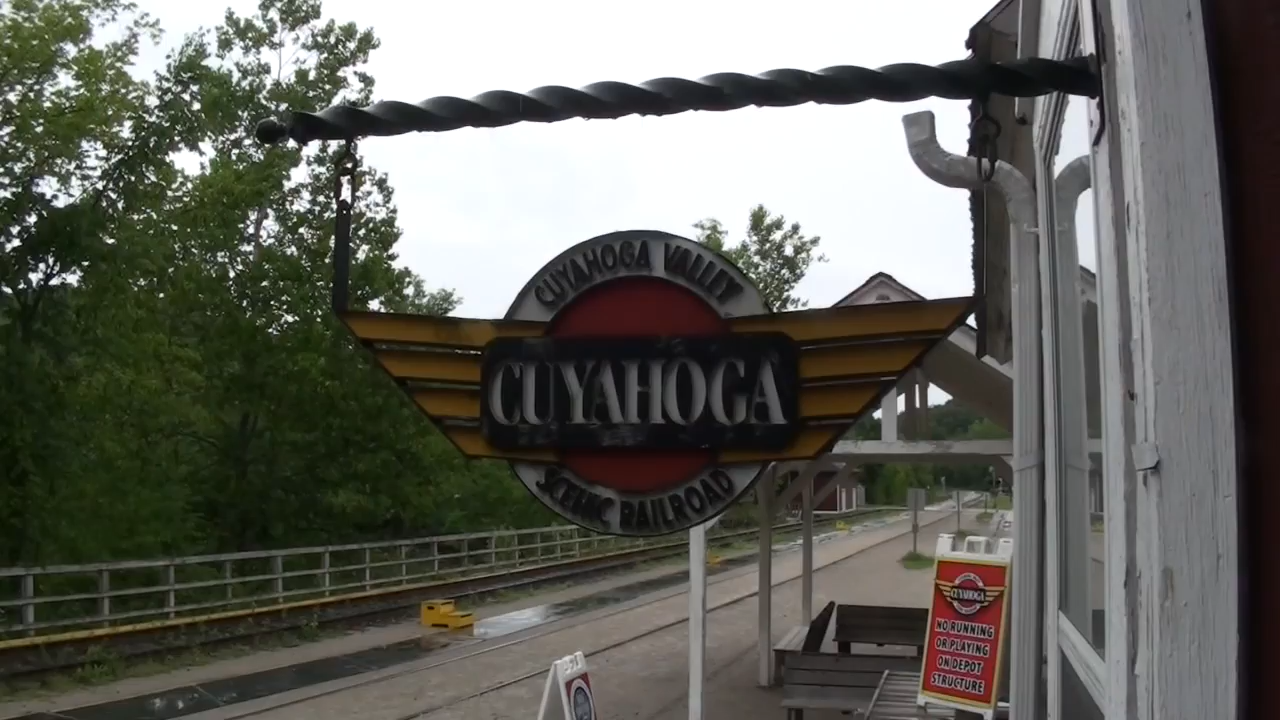 CUYAHOGA VALLEY
CUYAHOGA
SCENIC RAILROAD
CUYAHOGA
NO RUNNING
OR PLAYING
ON DEPOT
STRUCTURE